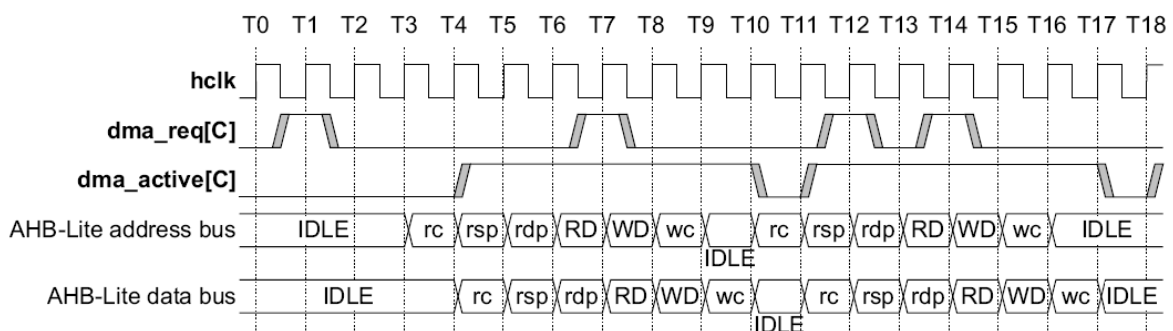 T0 T1 T2 T3 T4 T5 T6 T7 T8 T9 T10 T11 T12 T13 T14 T15 T16 T17 T18
hclk
dma_req[C]
dma_active[C]
AHB-Lite address bus IDLE rc rsp rdp RD WD wc IDLE rc rsp rdp RD WD wc IDLE
AHB-Lite data bus IDLE rc rsp rdp RD WD wc IDLE rc rsp rdp RD WD wc IDLE